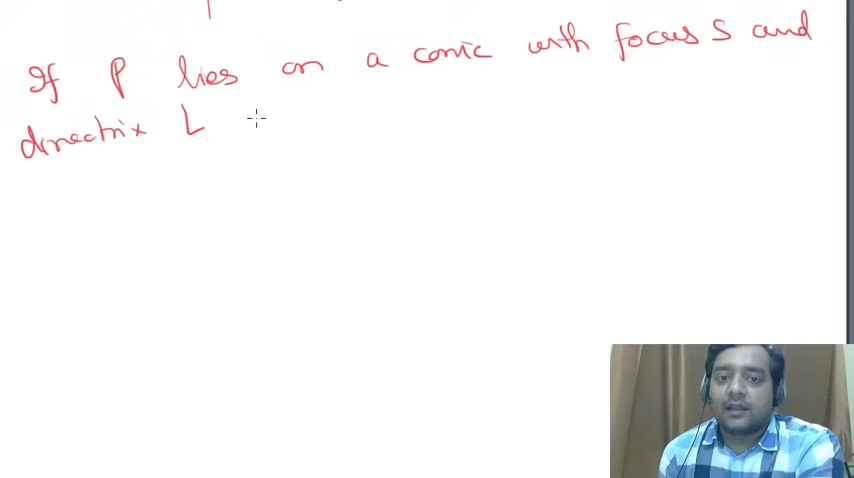 If P lies on a conic with focus S and
directrix L